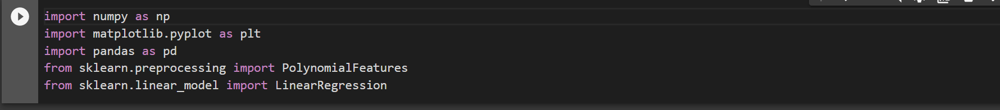 import numpy as np
import matplotlib.pyplot as plt
import pandas as pd
from sklearn.preprocessing import PolynomialFeatures
from sklearn.linear_model import LinearRegression